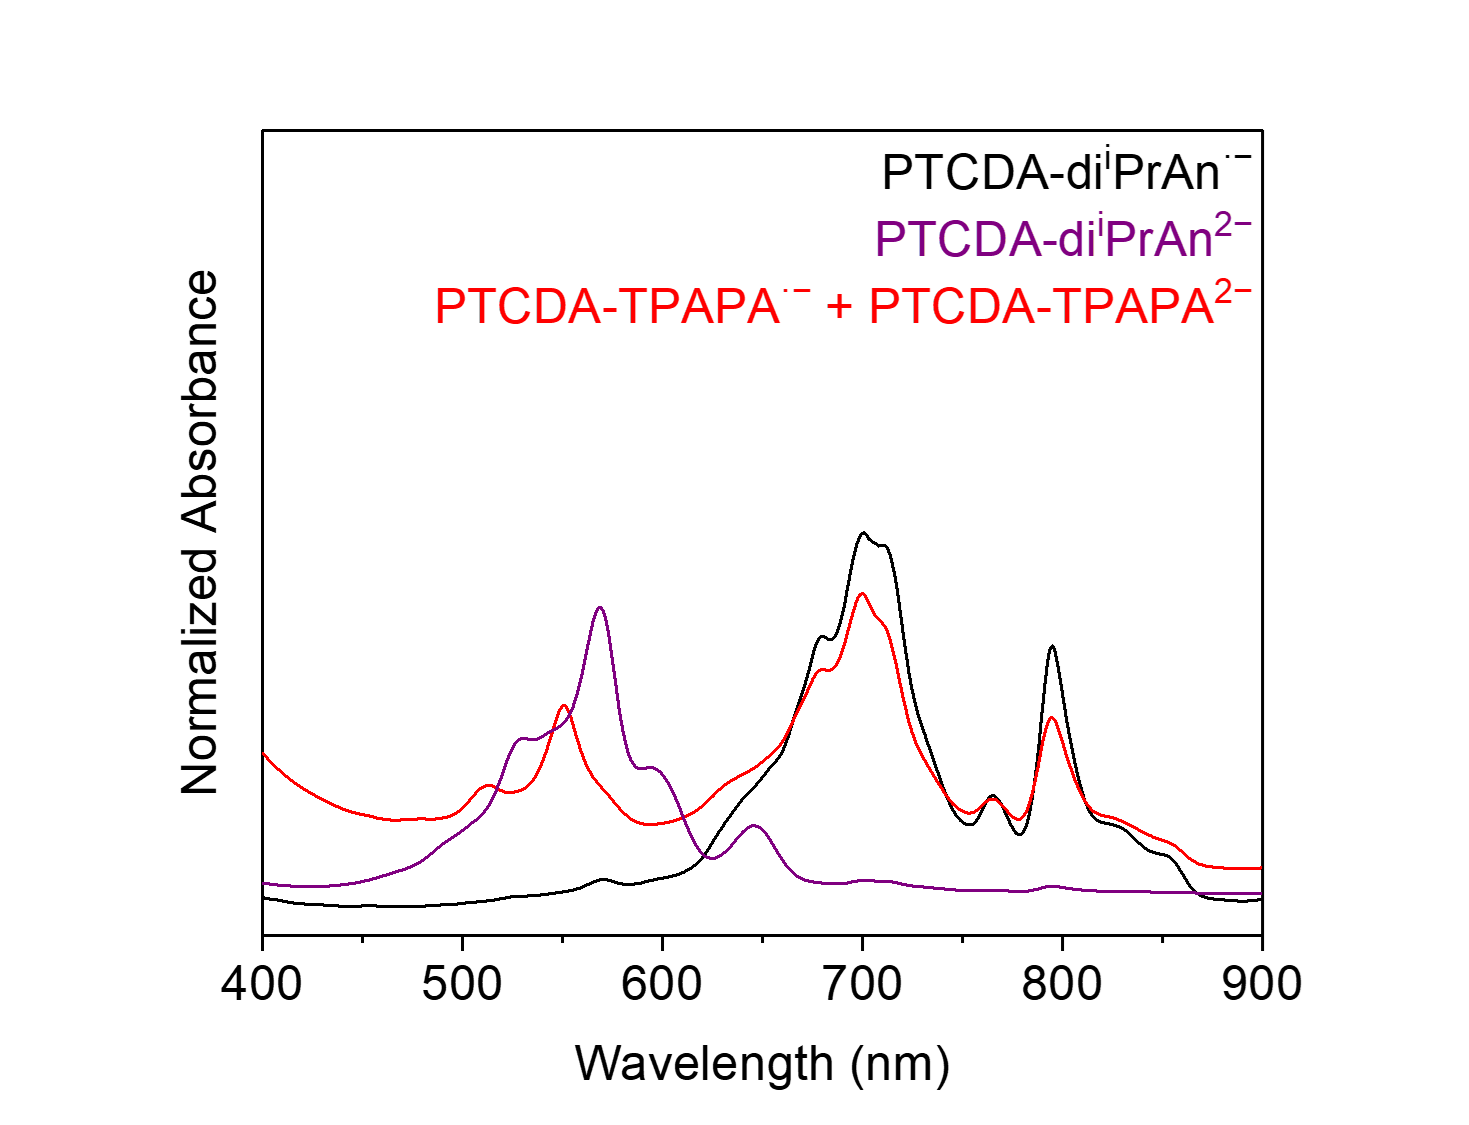 PTCDA-diⁱPrAn˙⁻
PTCDA-diⁱPrAn²⁻
PTCDA-TPAPA˙⁻ + PTCDA-TPAPA²⁻
Normalized Absorbance
400 500 600 700 800 900
Wavelength (nm)